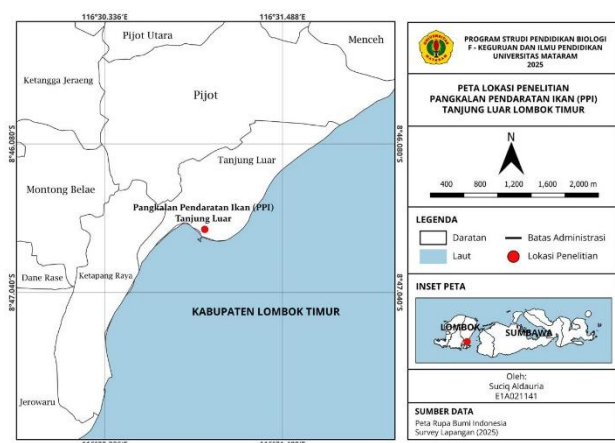 116°30.336'E
116°31.488'E
Pijot Utara
Menceh
Ketangga Jeraeng
Pijot
8°46.080'S
8°46.080'S
Tanjung Luar
Montong Belae
Pangkalan Pendaratan Ikan (PPI)
Tanjung Luar
Dane Rase
Ketapang Raya
8°47.040'S
8°47.040'S
KABUPATEN LOMBOK TIMUR
Jerowaru
PROGRAM STRUDI PENDIDIKAN BIOLOGI
F - KEGURUAN DAN ILMU PENDIDIKAN
UNIVERSITAS MATARAM
2025
PETA LOKASI PENELITIAN
PANGKALAN PENDARATAN IKAN (PPI)
TANJUNG LUAR LOMBOK TIMUR
N
400 800 1,200 1,600 2,000 m
LEGENDA
Daratan Batas Administrasi
Laut Lokasi Penelitian
INSET PETA
LOMBOK
SUMBAWA
Oleh:
Suciq Aldauria
E1A021141
SUMBER DATA
Peta Rupa Bumi Indonesia
Survey Lapangan (2025)